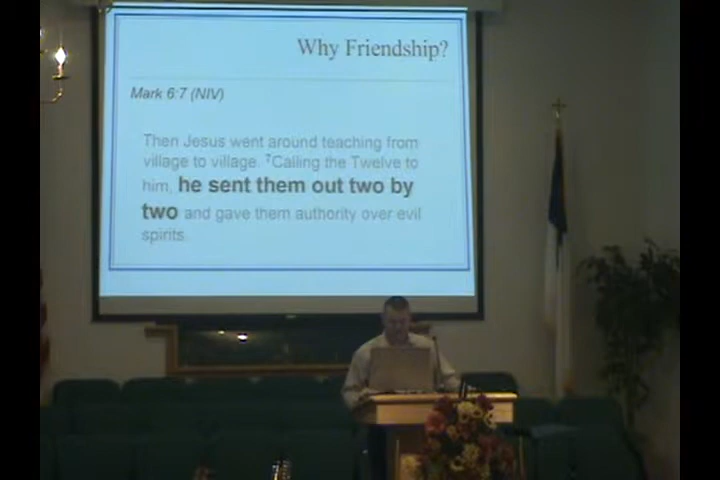 Why Friendship?
Mark 6:7 (NIV)
Then Jesus went around teaching from
village to village. ⁷Calling the Twelve to
him, he sent them out two by
two and gave them authority over evil
spirits.